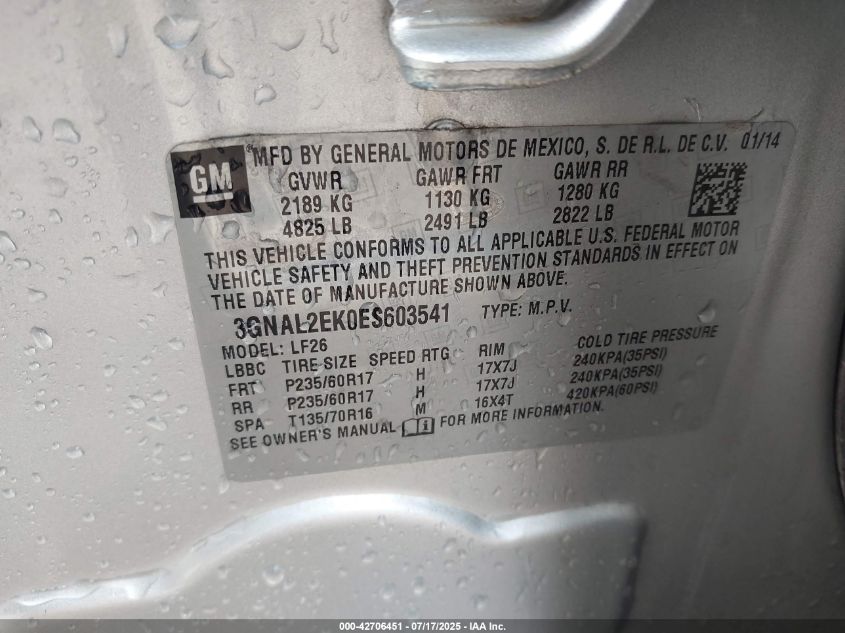 GM
MFD BY GENERAL MOTORS DE MEXICO, S. DE R.L. DE C.V. 01/14
GVWR GAWR FRT GAWR RR
2189 KG 1130 KG 1280 KG
4825 LB 2491 LB 2822 LB
THIS VEHICLE CONFORMS TO ALL APPLICABLE U.S. FEDERAL MOTOR
VEHICLE SAFETY AND THEFT PREVENTION STANDARDS IN EFFECT ON
THE DATE OF MANUFACTURE SHOWN ABOVE.
3GNAL2EK0ES603541 TYPE: M.P.V.
MODEL: LF26
LBBC TIRE-SIZE SPEED RTG RIM COLD TIRE PRESSURE
FRT P235/60R17 H 17X7J 240KPA(35PSI)
RR P235/60R17 H 17X7J 240KPA(35PSI)
SPA T135/70R16 M 16X4T 420KPA(60PSI)
SEE OWNER'S MANUAL FOR MORE INFORMATION.
000-42706451 - 07/17/2025 - IAA Inc.